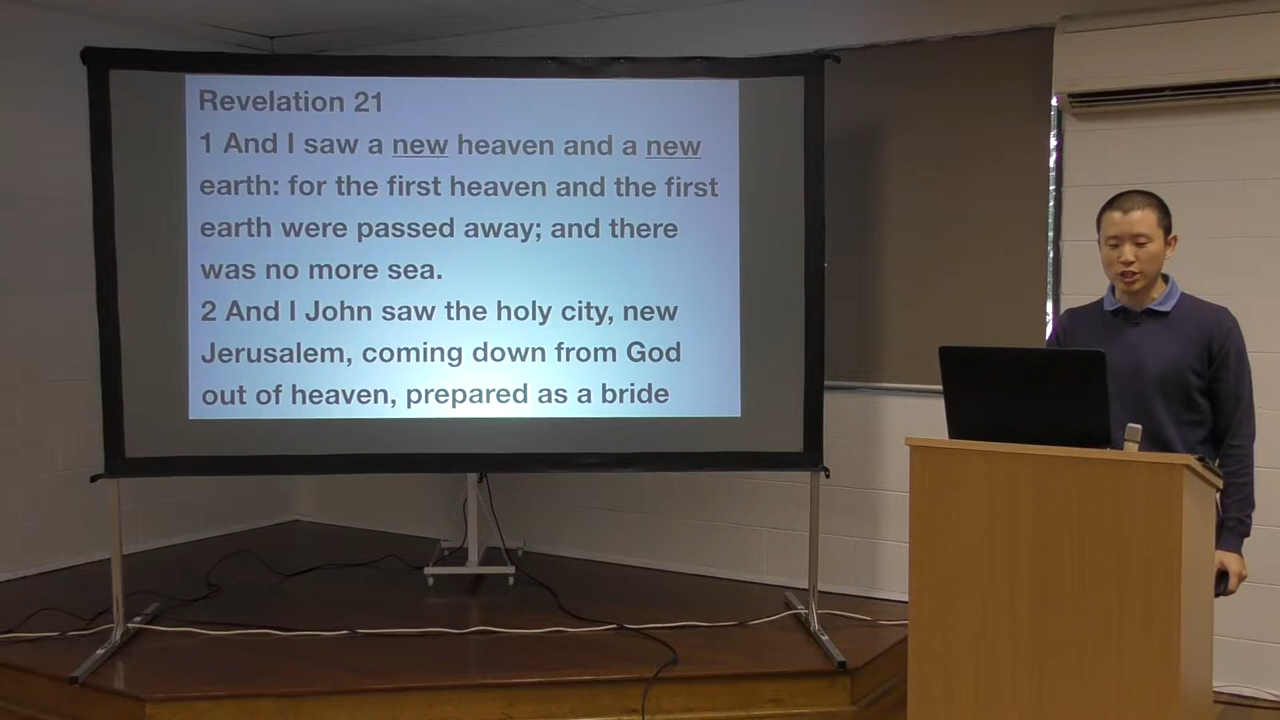 Revelation 21
1 And I saw a new heaven and a new
earth: for the first heaven and the first
earth were passed away; and there
was no more sea.
2 And I John saw the holy city, new
Jerusalem, coming down from God
out of heaven, prepared as a bride